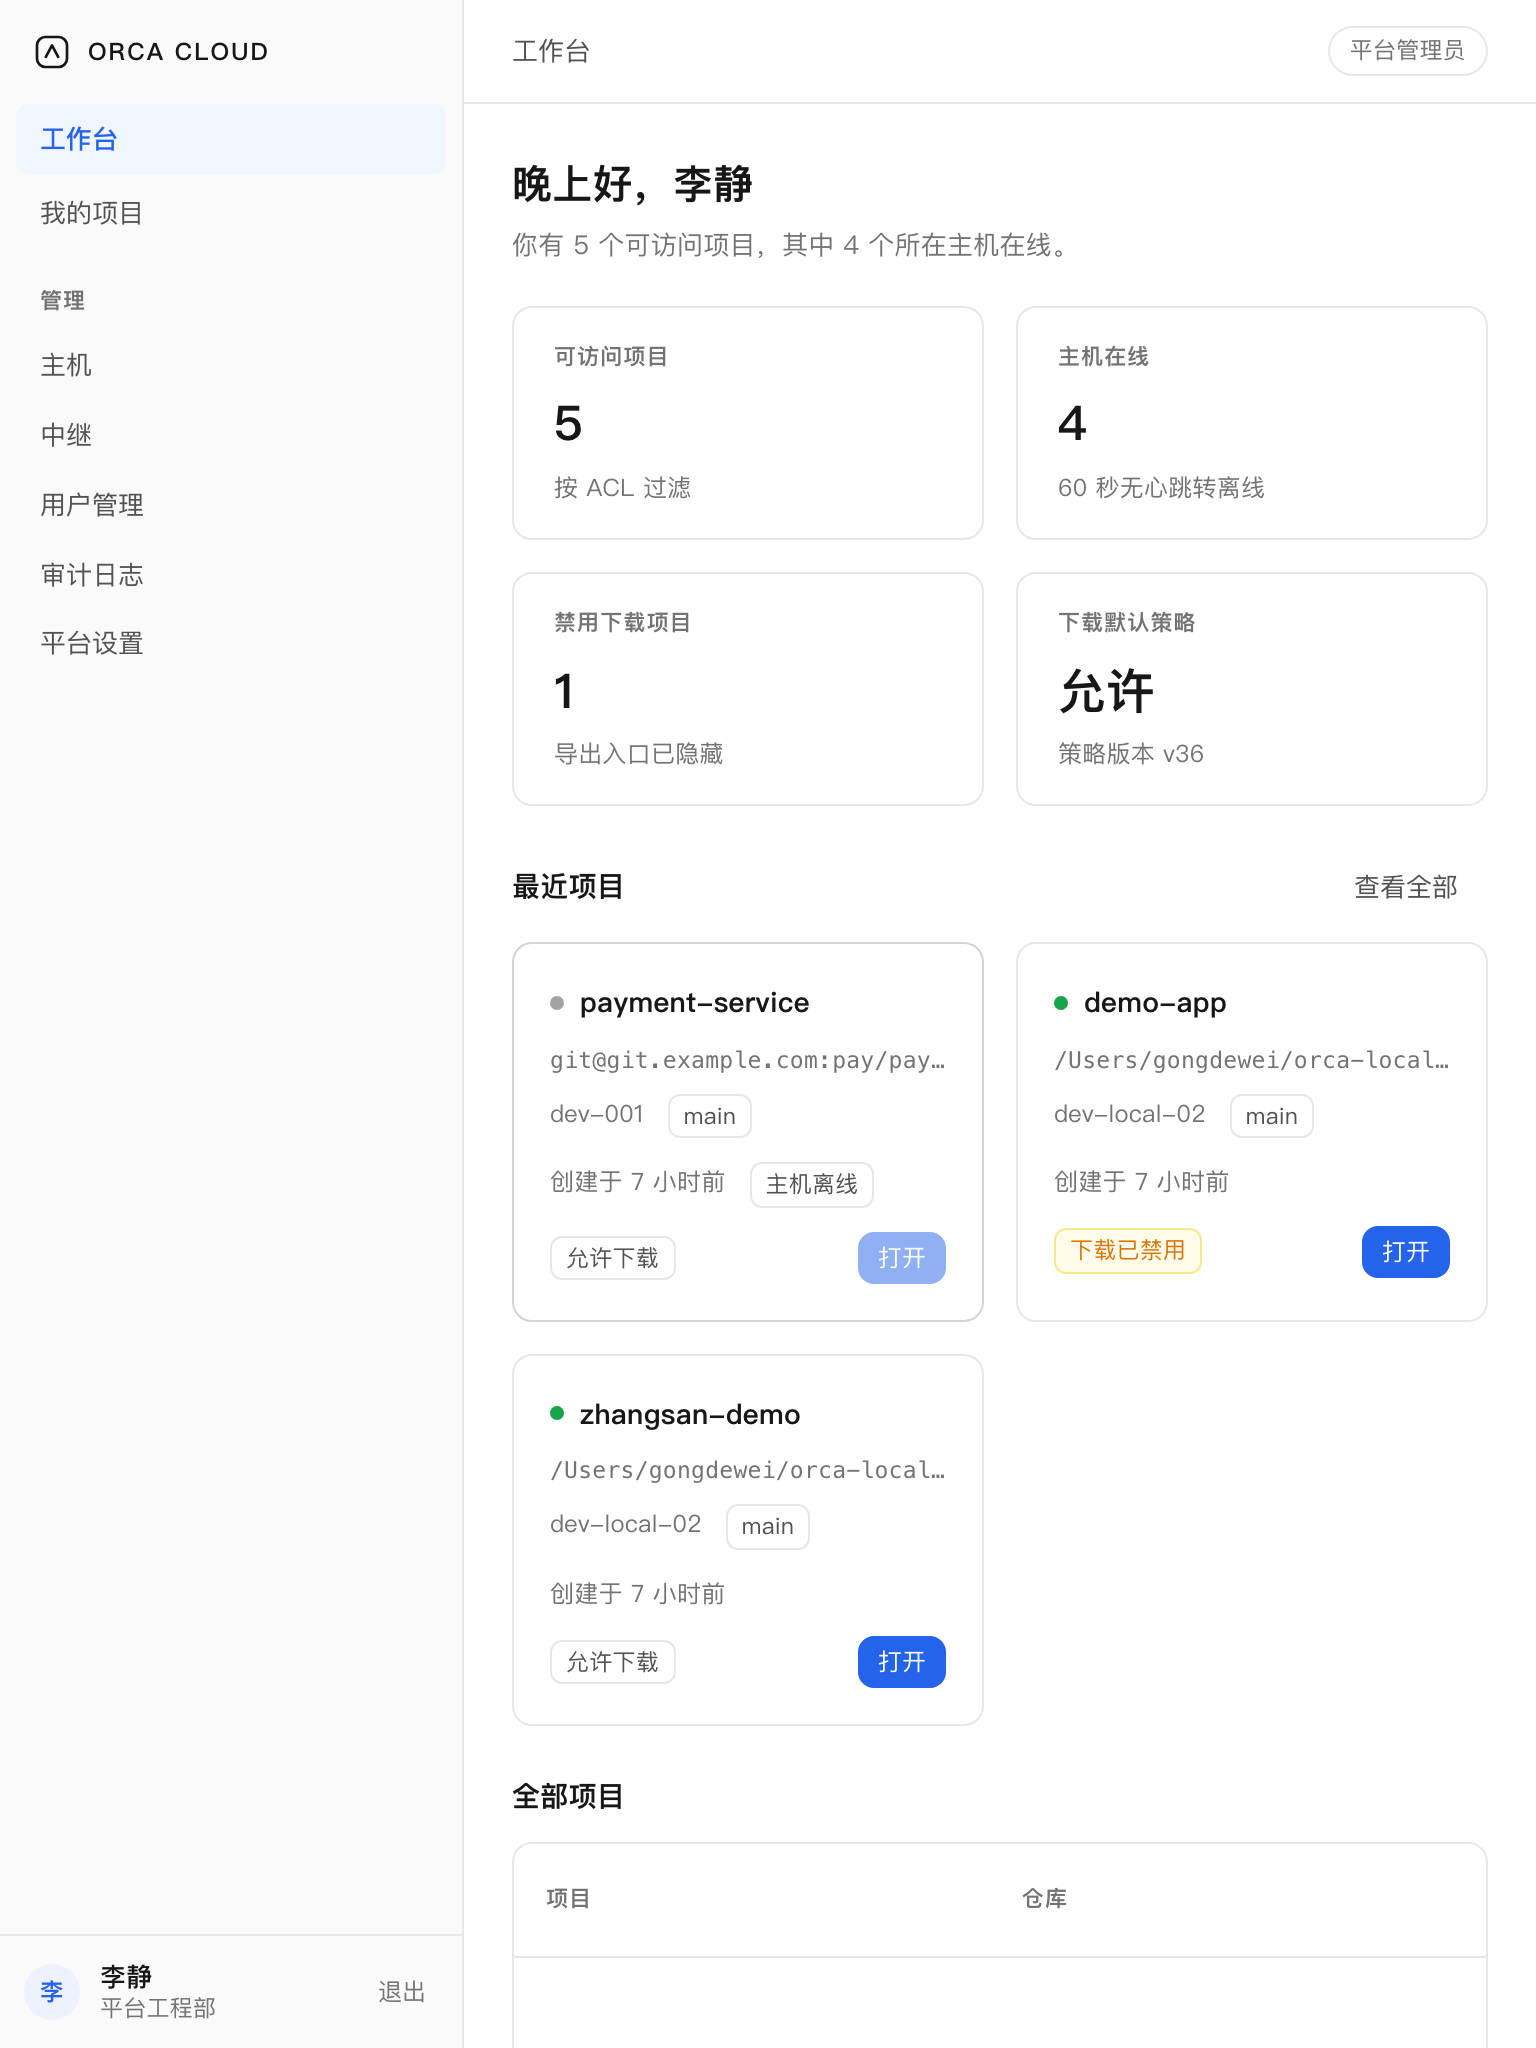 ORCA CLOUD
工作台
我的项目
管理
主机
中继
用户管理
审计日志
平台设置
李
李静
平台工程部
退出
工作台
平台管理员
晚上好，李静
你有 5 个可访问项目，其中 4 个所在主机在线。
可访问项目
5
按 ACL 过滤
主机在线
4
60 秒无心跳转离线
禁用下载项目
1
导出入口已隐藏
下载默认策略
允许
策略版本 v36
最近项目
查看全部
payment-service
git@git.example.com:pay/pay…
dev-001 main
创建于 7 小时前 主机离线
允许下载 打开
demo-app
/Users/gongdewei/orca-local…
dev-local-02 main
创建于 7 小时前
下载已禁用 打开
zhangsan-demo
/Users/gongdewei/orca-local…
dev-local-02 main
创建于 7 小时前
允许下载 打开
全部项目
项目 仓库